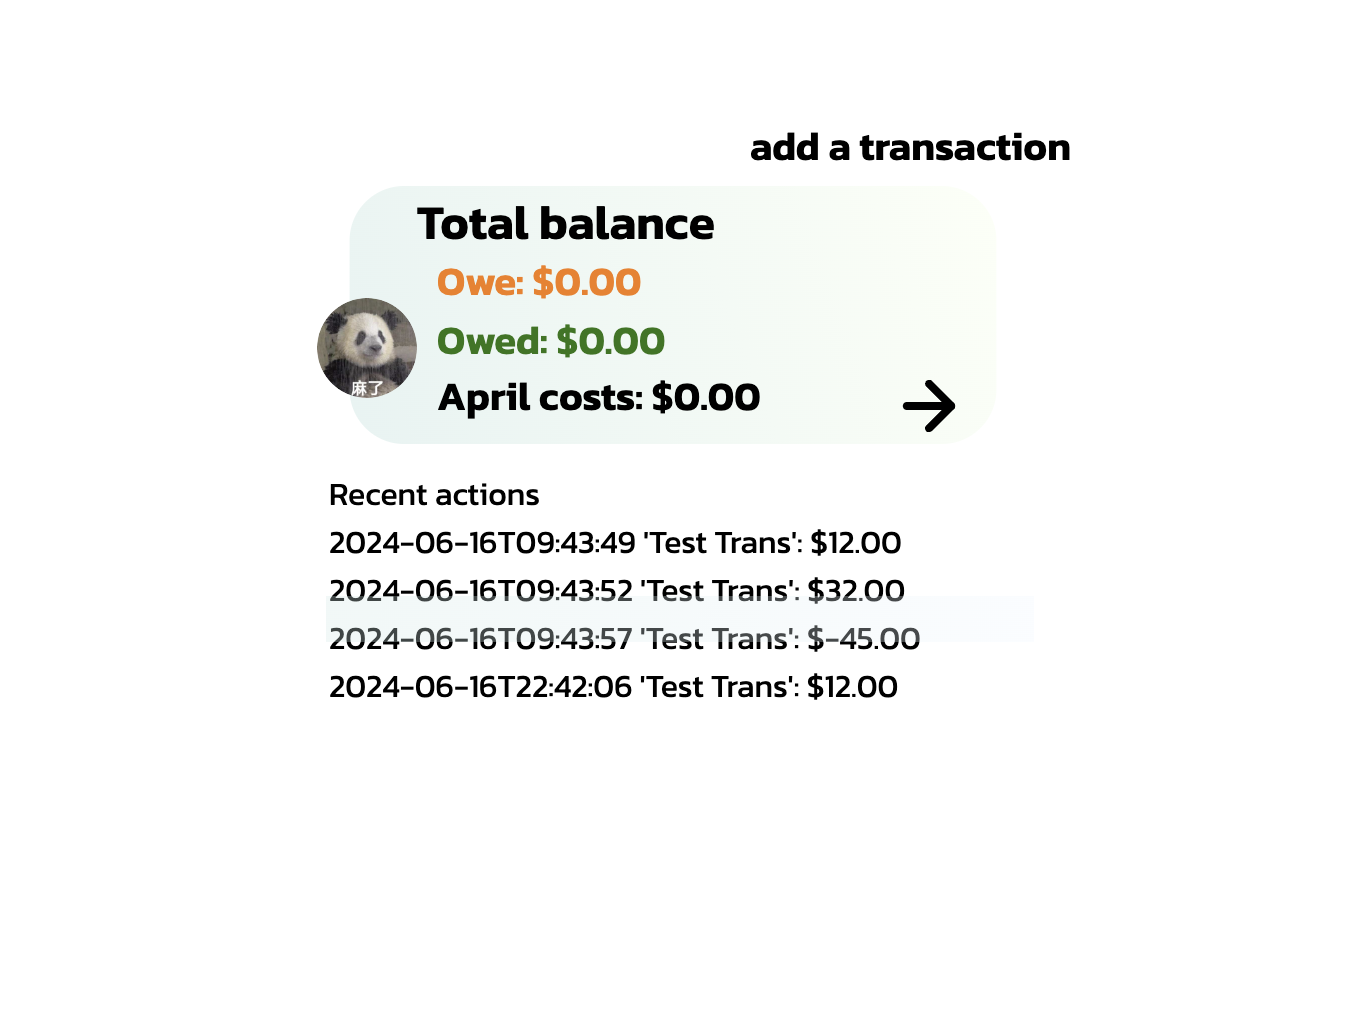 add a transaction
Total balance
Owe: $0.00
Owed: $0.00
麻了
April costs: $0.00
Recent actions
2024-06-16T09:43:49 'Test Trans': $12.00
2024-06-16T09:43:52 'Test Trans': $32.00
2024-06-16T09:43:57 'Test Trans': $-45.00
2024-06-16T22:42:06 'Test Trans': $12.00